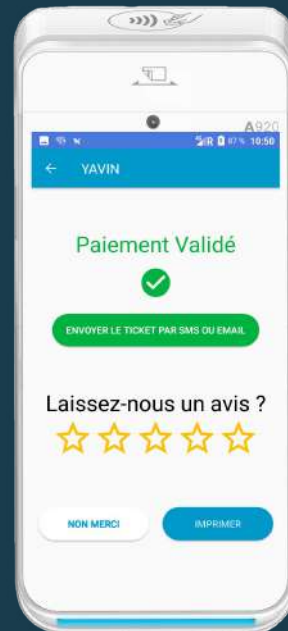 A920
R 87% 10:50
YAVIN
Paiement Validé
ENVOYER LE TICKET PAR SMS OU EMAIL
Laissez-nous un avis ?
NON MERCI
IMPRIMER